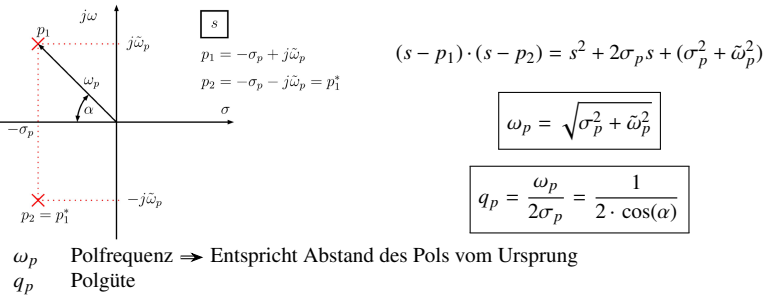 jω
s
p₁
jω̃ₚ
p₁ = −σₚ + jω̃ₚ
p₂ = −σₚ − jω̃ₚ = p₁*
ωₚ
α
σ
−σₚ
−jω̃ₚ
p₂ = p₁*
(s − p₁)·(s − p₂) = s² + 2σₚs + (σₚ² + ω̃ₚ²)
ωₚ = √(σₚ² + ω̃ₚ²)
qₚ = ωₚ / 2σₚ = 1 / 2 · cos(α)
ωₚ Polfrequenz ⇒ Entspricht Abstand des Pols vom Ursprung
qₚ Polgüte